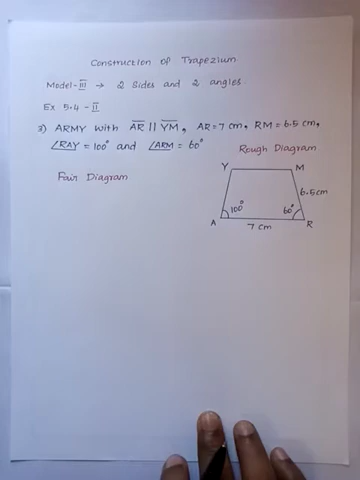 Construction of Trapezium
Model-III → 2 Sides and 2 angles.
Ex 5.4 - II
3) ARMY with A̅R̅ || Y̅M̅, AR = 7 cm, RM = 6.5 cm,
∠RAY = 100° and ∠ARM = 60°
Rough Diagram
Fair Diagram
Y M
6.5cm
100° 60°
A R
7 cm